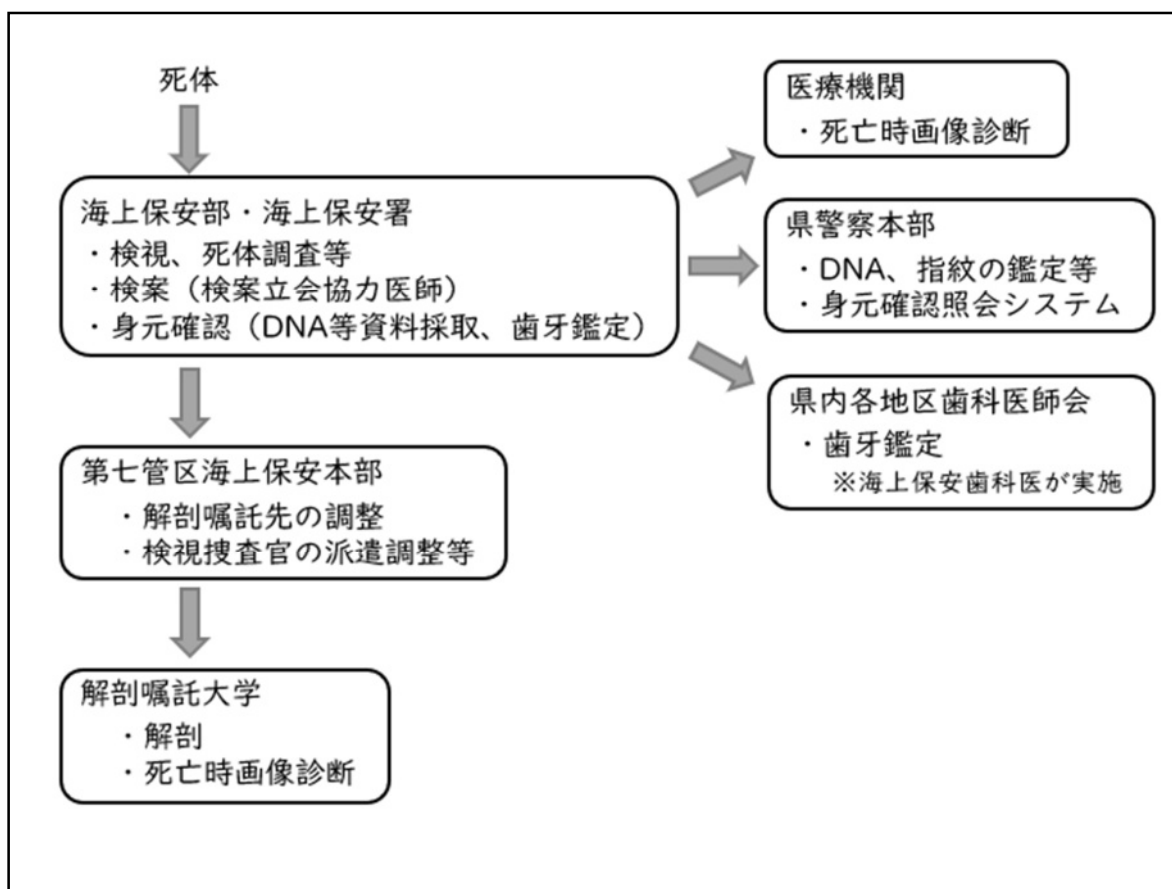 死体
海上保安部・海上保安署
・検視、死体調査等
・検案（検案立会協力医師）
・身元確認（DNA等資料採取、歯牙鑑定）
第七管区海上保安本部
・解剖嘱託先の調整
・検視捜査官の派遣調整等
解剖嘱託大学
・解剖
・死亡時画像診断
医療機関
・死亡時画像診断
県警察本部
・DNA、指紋の鑑定等
・身元確認照会システム
県内各地区歯科医師会
・歯牙鑑定
※海上保安歯科医が実施